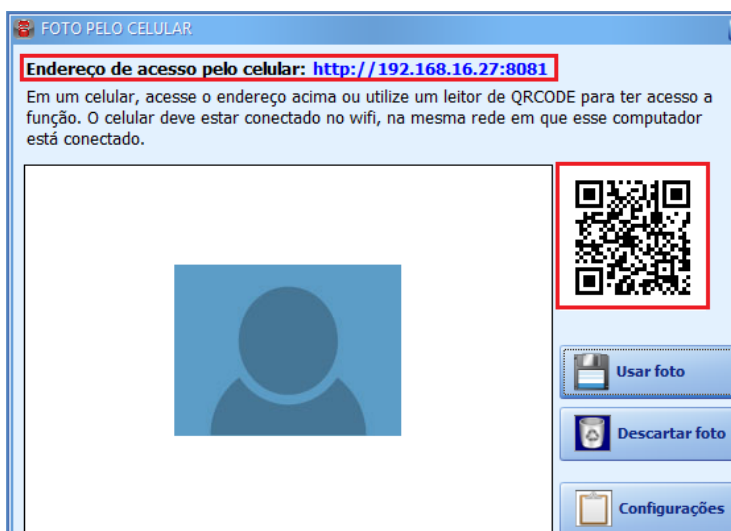 FOTO PELO CELULAR
Endereço de acesso pelo celular: http://192.168.16.27:8081
Em um celular, acesse o endereço acima ou utilize um leitor de QRCODE para ter acesso a
função. O celular deve estar conectado no wifi, na mesma rede em que esse computador
está conectado.
Usar foto
Descartar foto
Configurações